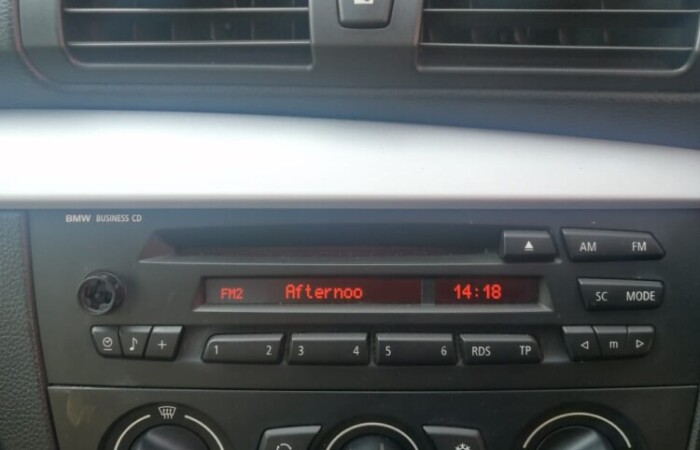 BMW BUSINESS CD
AM FM
FM2 Afternoo 14:18
SC MODE
+ 1 2 3 4 5 6 RDS TP m